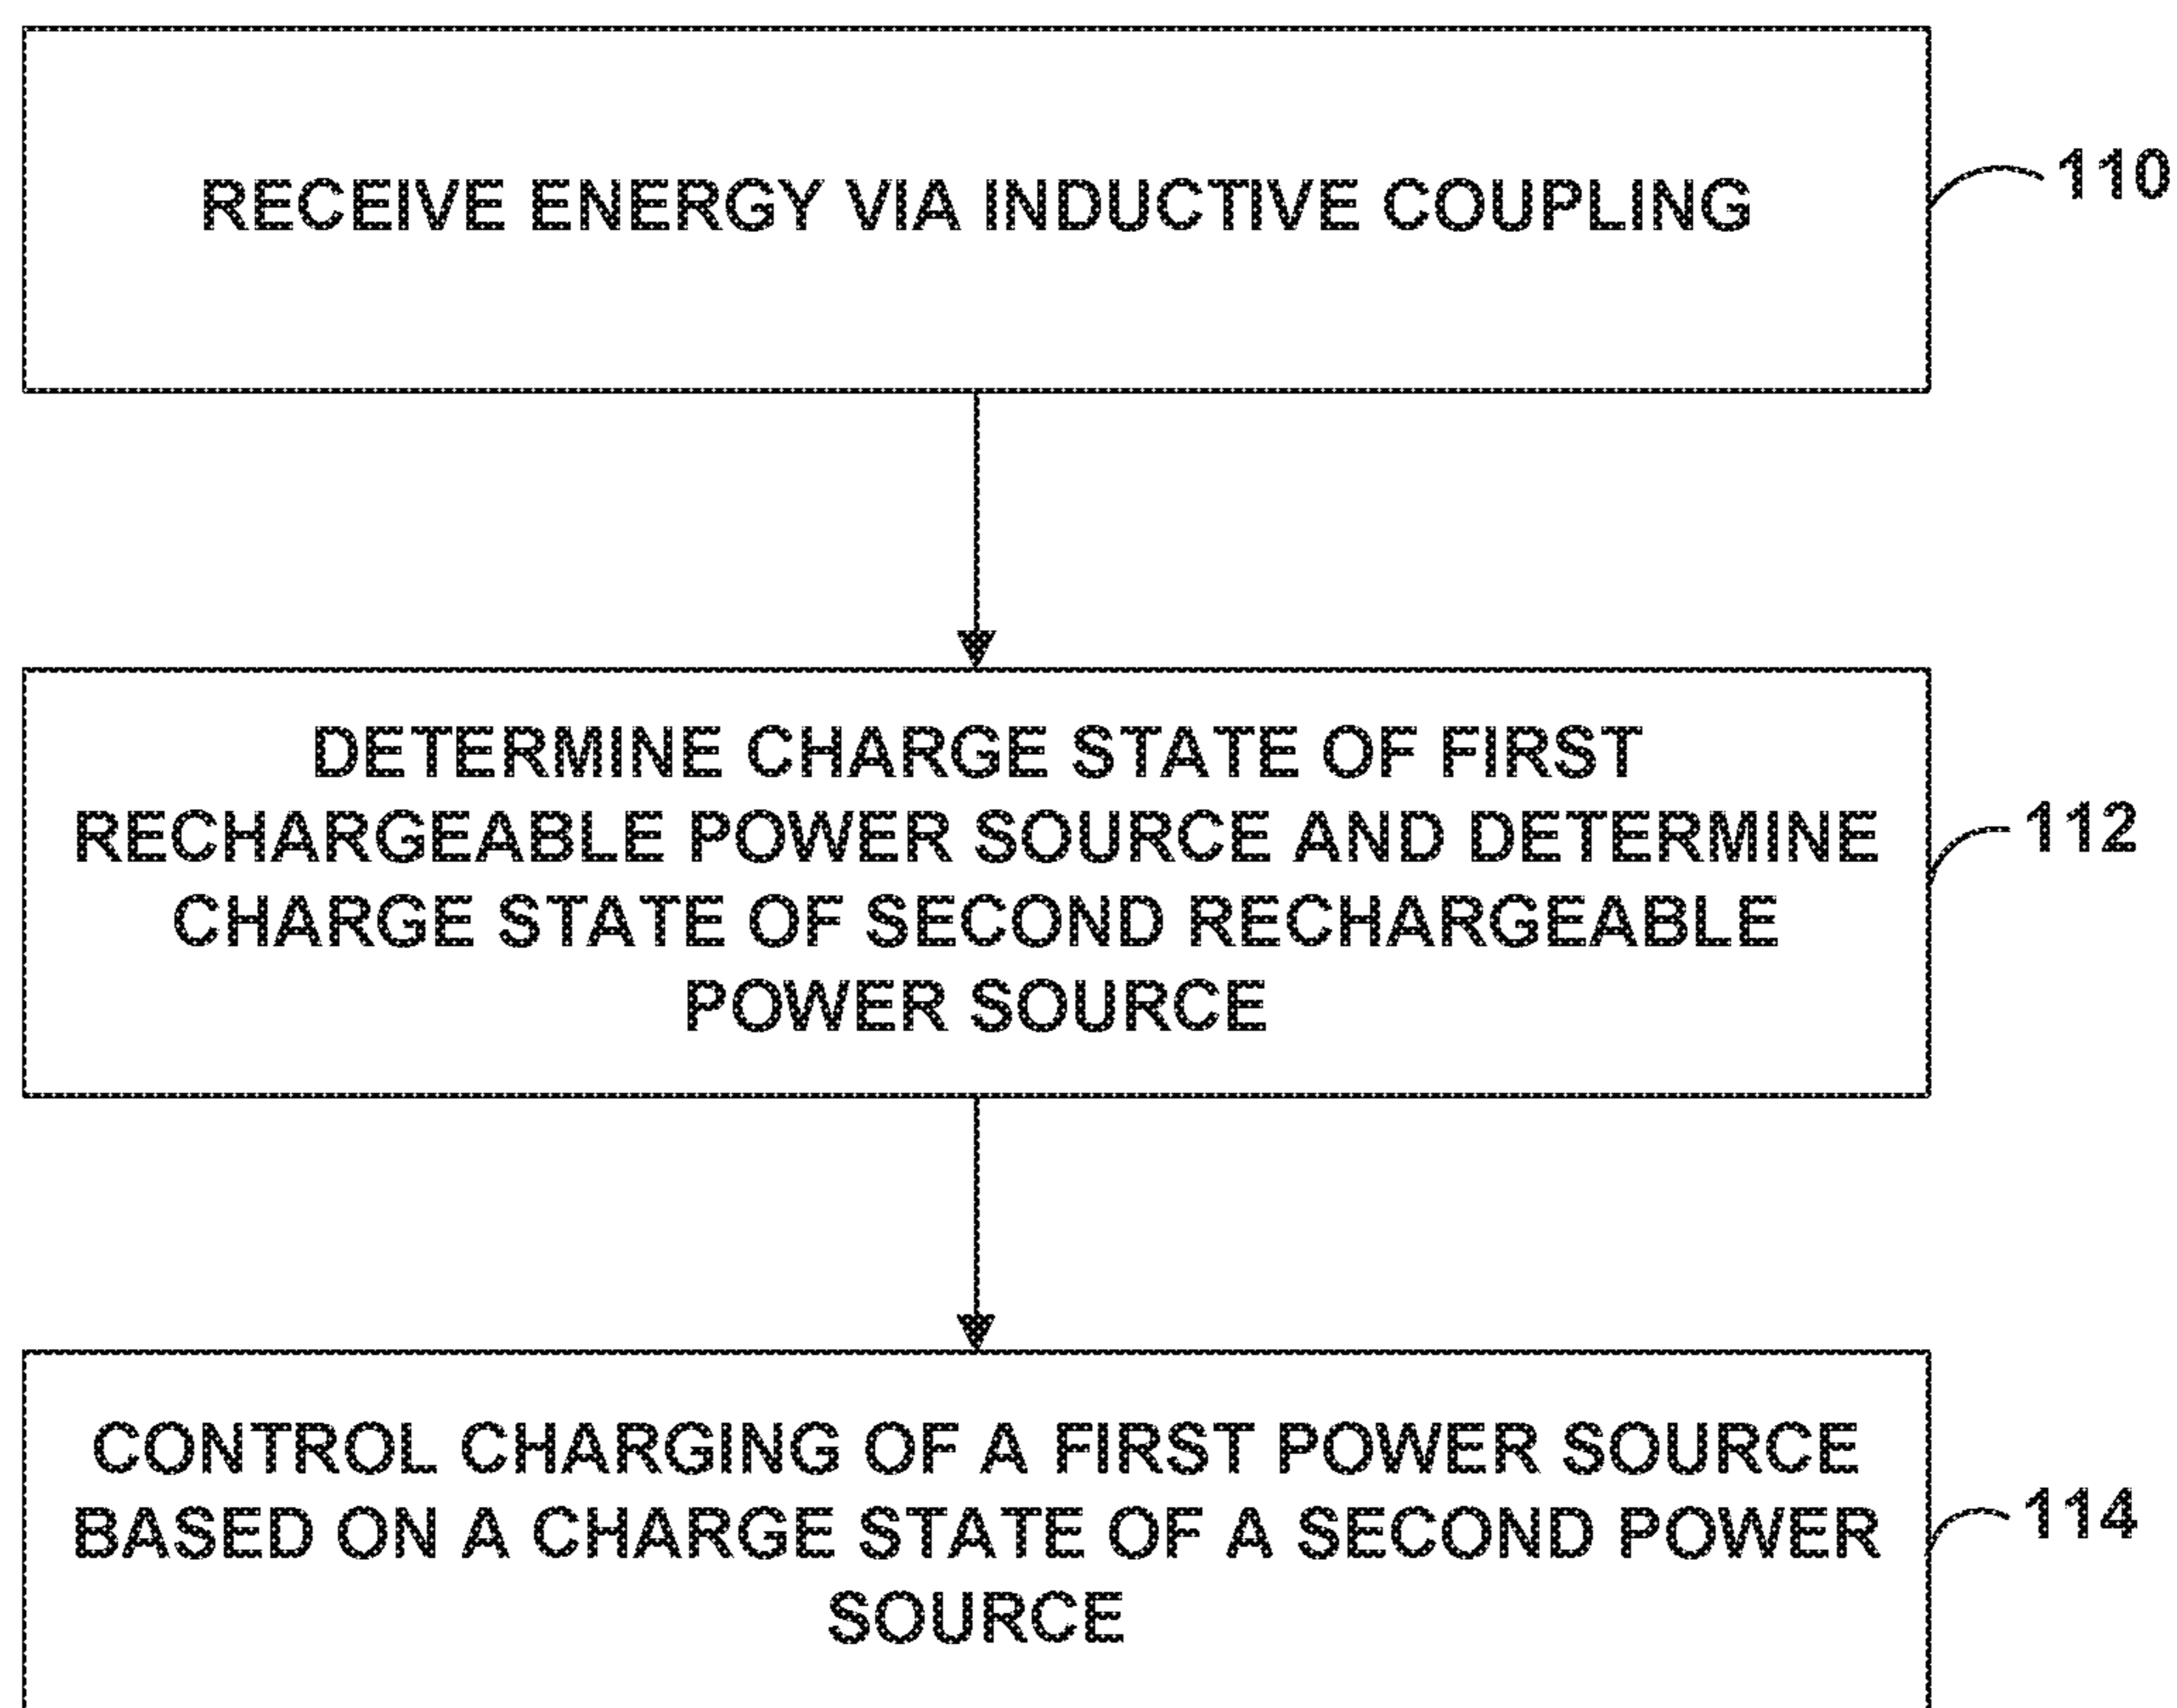 RECEIVE ENERGY VIA INDUCTIVE COUPLING
110
DETERMINE CHARGE STATE OF FIRST
RECHARGEABLE POWER SOURCE AND DETERMINE
CHARGE STATE OF SECOND RECHARGEABLE
POWER SOURCE
112
CONTROL CHARGING OF A FIRST POWER SOURCE
BASED ON A CHARGE STATE OF A SECOND POWER
SOURCE
114